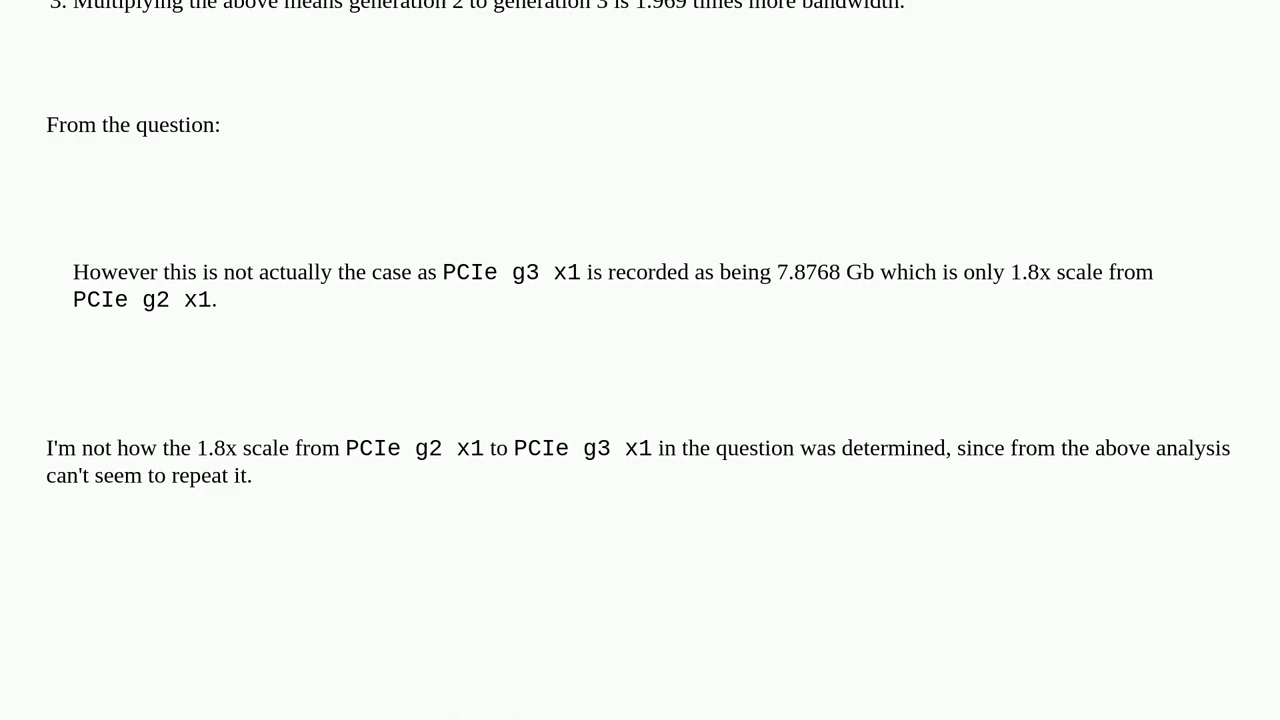 3. Multiplying the above means generation 2 to generation 3 is 1.969 times more bandwidth.
From the question:
However this is not actually the case as PCIe g3 x1 is recorded as being 7.8768 Gb which is only 1.8x scale from
PCIe g2 x1.
I'm not how the 1.8x scale from PCIe g2 x1 to PCIe g3 x1 in the question was determined, since from the above analysis
can't seem to repeat it.